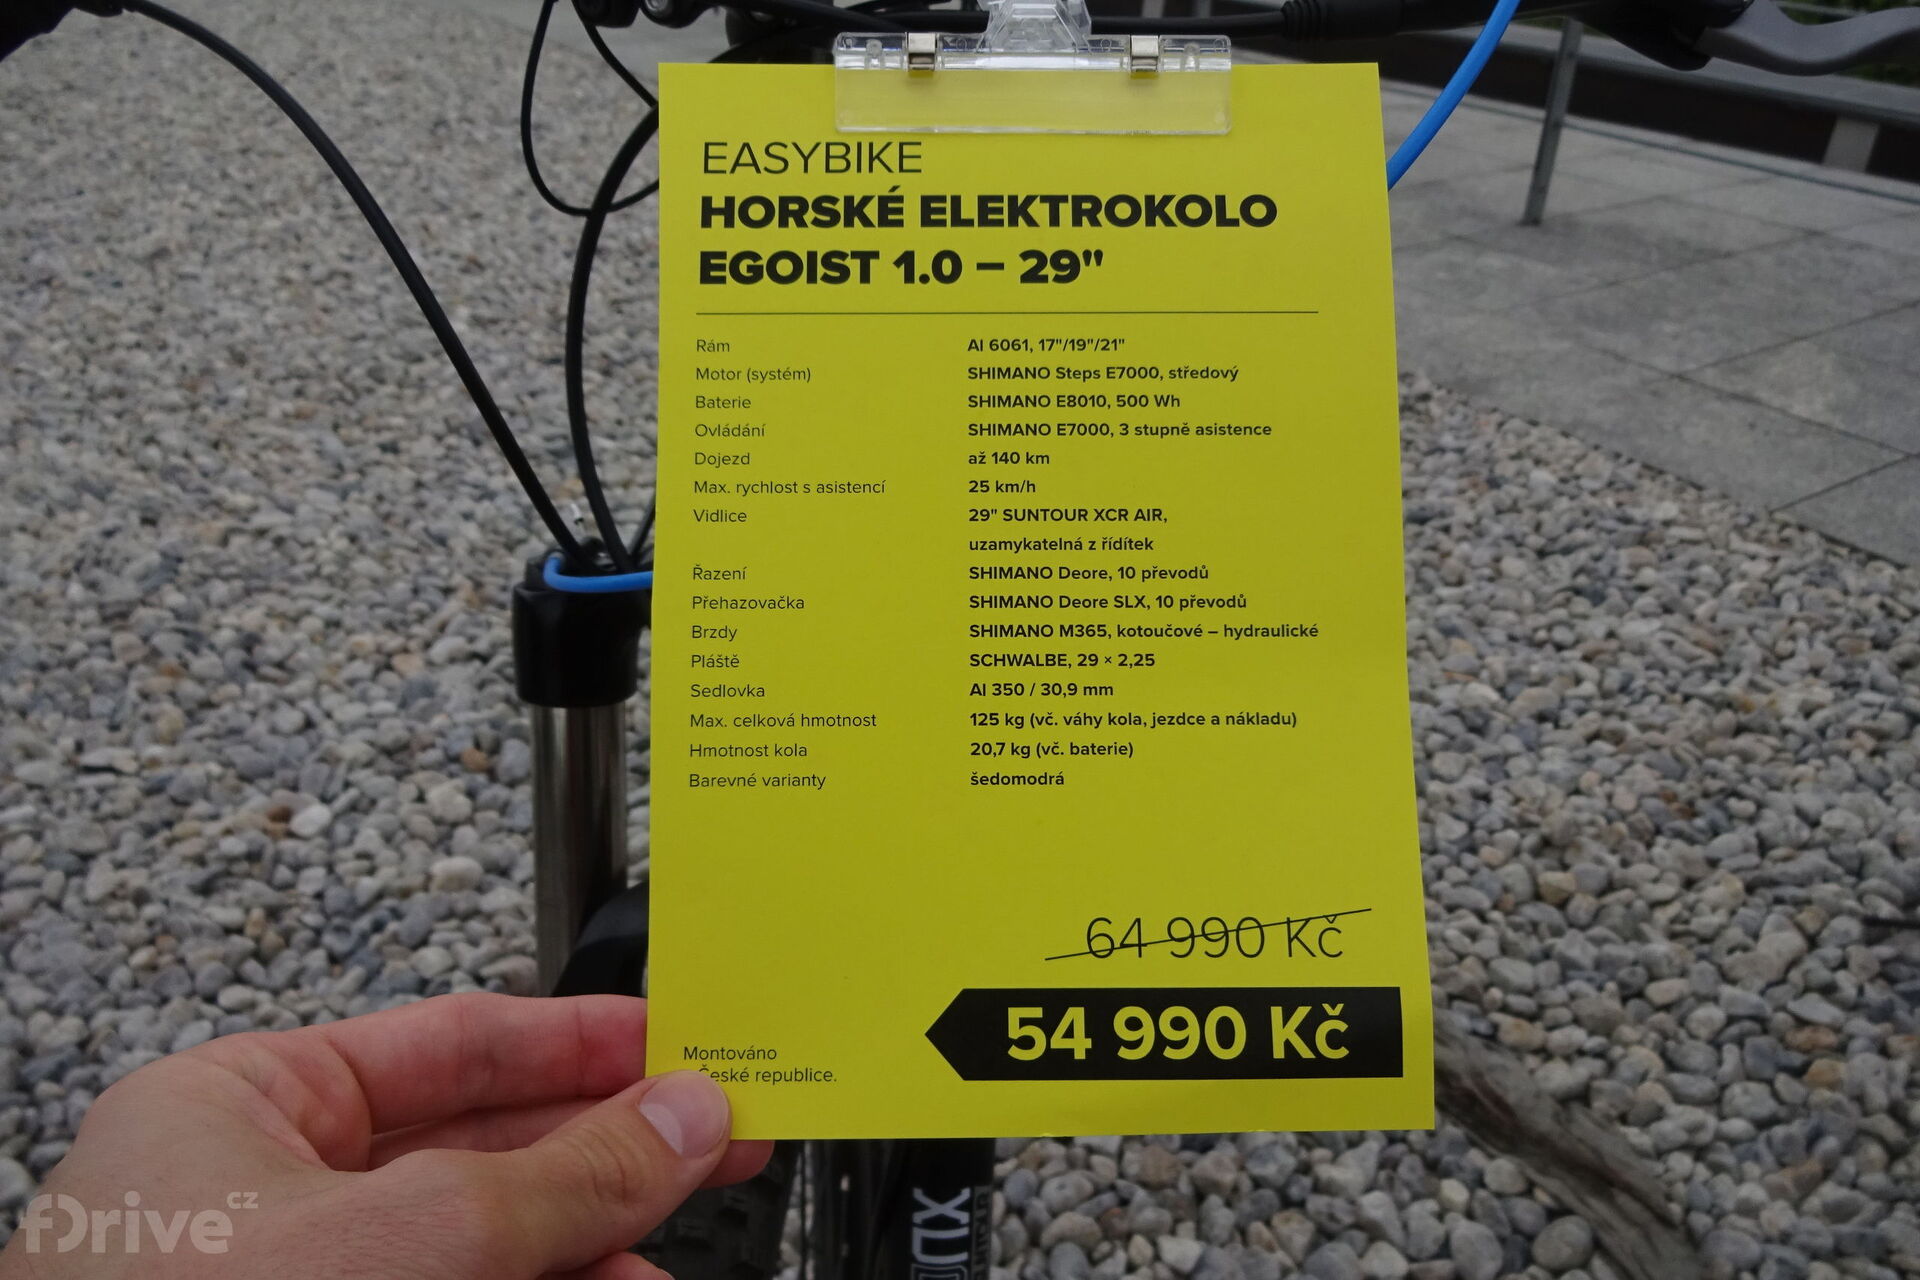 EASYBIKE
HORSKÉ ELEKTROKOLO
EGOIST 1.0 – 29"
Rám Al 6061, 17"/19"/21"
Motor (systém) SHIMANO Steps E7000, středový
Baterie SHIMANO E8010, 500 Wh
Ovládání SHIMANO E7000, 3 stupně asistence
Dojezd až 140 km
Max. rychlost s asistencí 25 km/h
Vidlice 29" SUNTOUR XCR AIR,
uzamykatelná z řídítek
Řazení SHIMANO Deore, 10 převodů
Přehazovačka SHIMANO Deore SLX, 10 převodů
Brzdy SHIMANO M365, kotoučové – hydraulické
Pláště SCHWALBE, 29 × 2,25
Sedlovka Al 350 / 30,9 mm
Max. celková hmotnost 125 kg (vč. váhy kola, jezdce a nákladu)
Hmotnost kola 20,7 kg (vč. baterie)
Barevné varianty šedomodrá
64 990 Kč
54 990 Kč
Montováno
České republice.
fDrive.cz